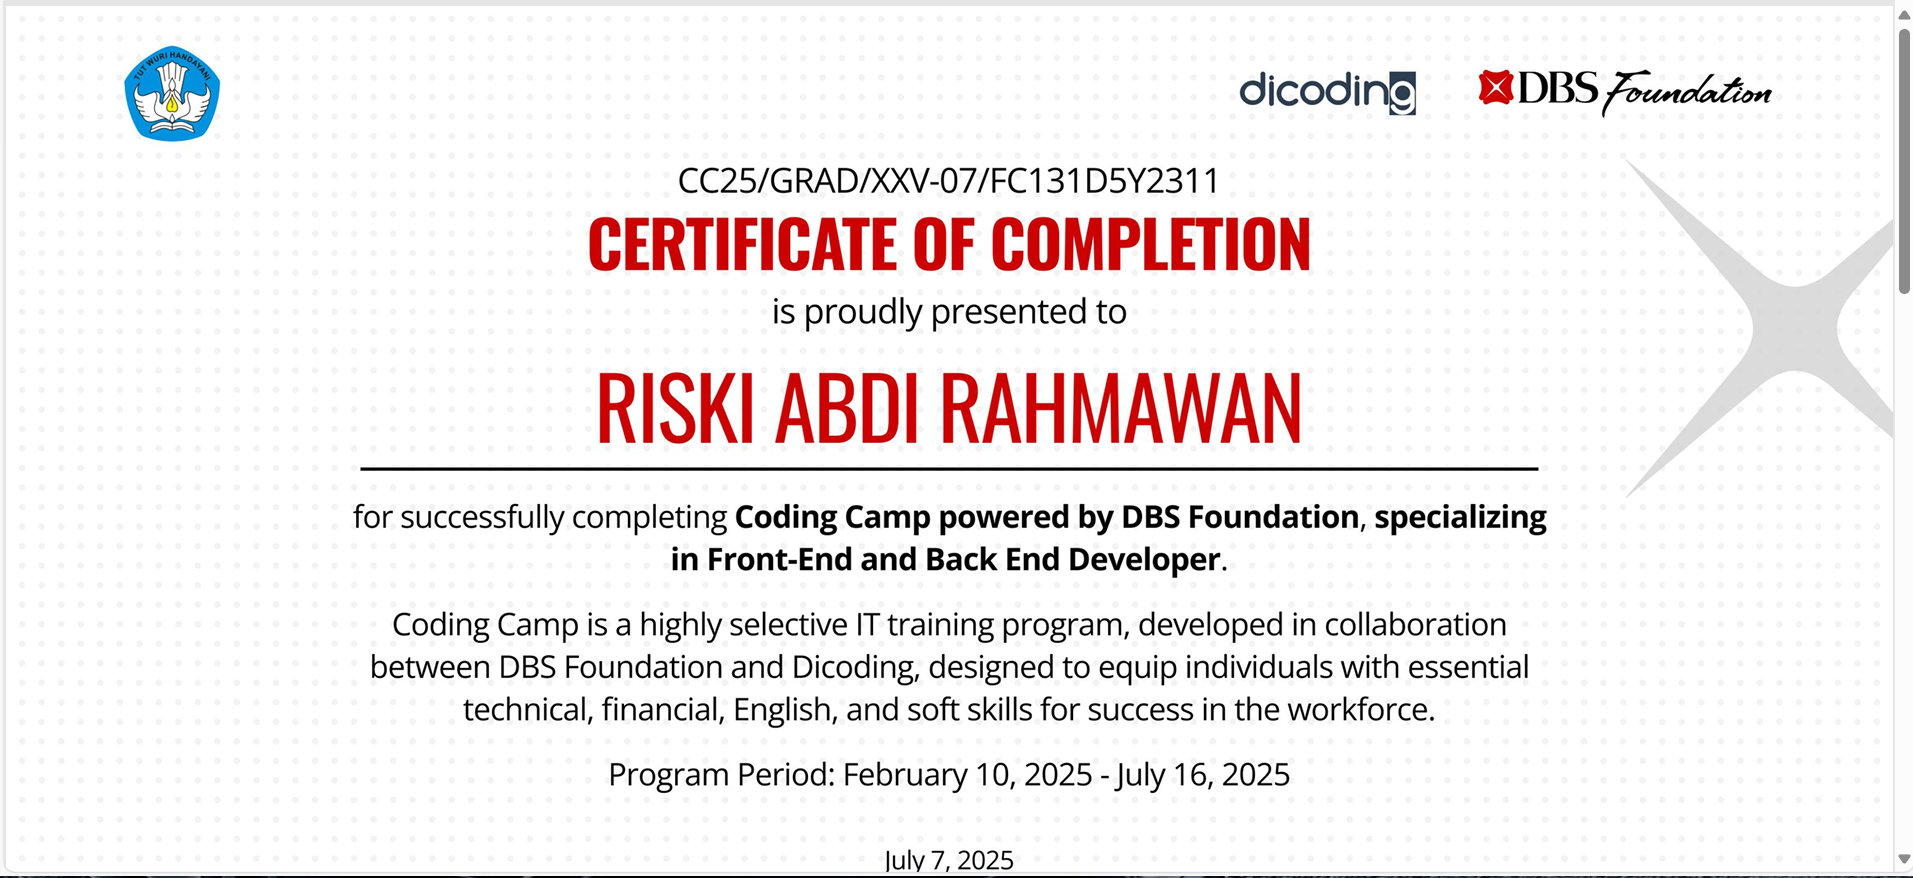 TUT WURI HANDAYANI
dicoding
DBS Foundation
CC25/GRAD/XXV-07/FC131D5Y2311
CERTIFICATE OF COMPLETION
is proudly presented to
RISKI ABDI RAHMAWAN
for successfully completing Coding Camp powered by DBS Foundation, specializing
in Front-End and Back End Developer.
Coding Camp is a highly selective IT training program, developed in collaboration
between DBS Foundation and Dicoding, designed to equip individuals with essential
technical, financial, English, and soft skills for success in the workforce.
Program Period: February 10, 2025 - July 16, 2025
July 7, 2025